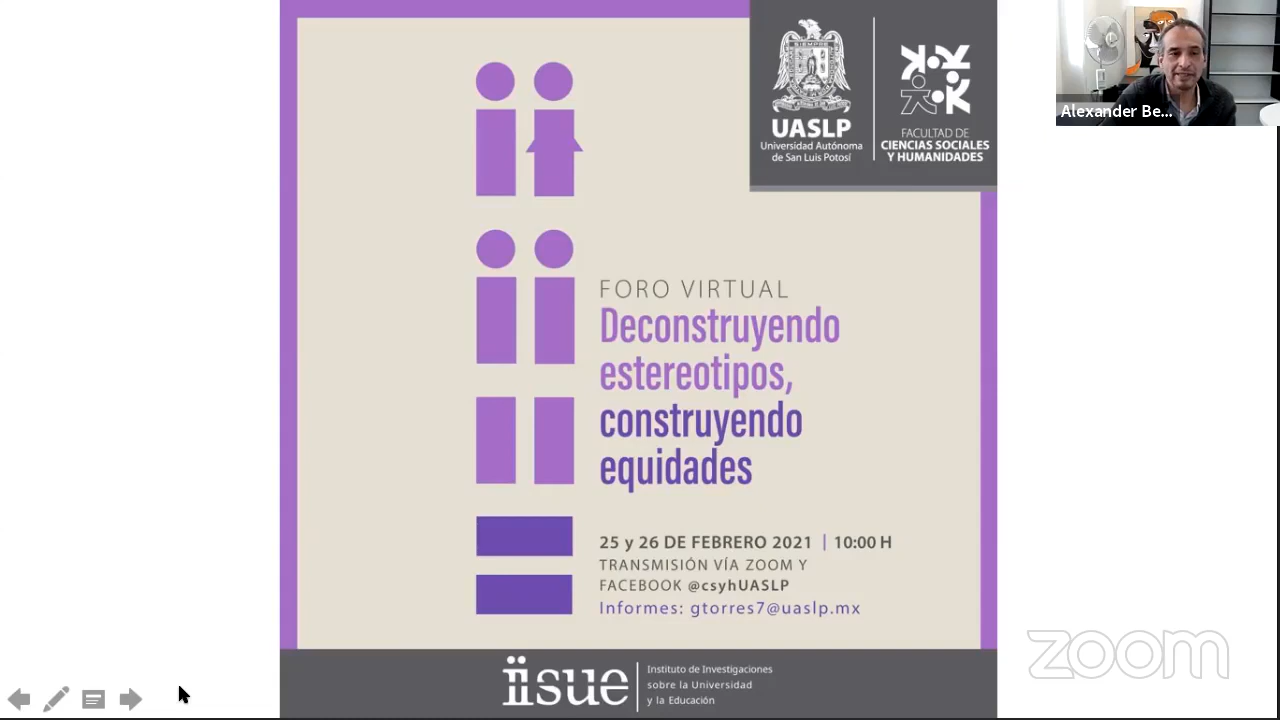 SIEMPRE
UASLP
Universidad Autónoma
de San Luis Potosí
FACULTAD DE
CIENCIAS SOCIALES
Y HUMANIDADES
Alexander Be...
FORO VIRTUAL
Deconstruyendo
estereotipos,
construyendo
equidades
25 y 26 DE FEBRERO 2021 | 10:00 H
TRANSMISIÓN VÍA ZOOM Y
FACEBOOK @csyhUASLP
Informes: gtorres7@uaslp.mx
zoom
iisue
Instituto de Investigaciones
sobre la Universidad
y la Educación